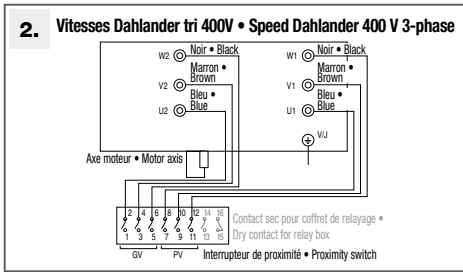 2. Vitesses Dahlander tri 400V • Speed Dahlander 400 V 3-phase
W2 Noir • Black W1 Noir • Black
Marron • Brown Marron • Brown
V2 V1
Bleu • Blue Bleu • Blue
U2 U1
V/J
Axe moteur • Motor axis
2 4 6 8 10 12 14 16
1 3 5 7 9 11 13 15
Contact sec pour coffret de relayage •
Dry contact for relay box
GV PV Interrupteur de proximité • Proximity switch